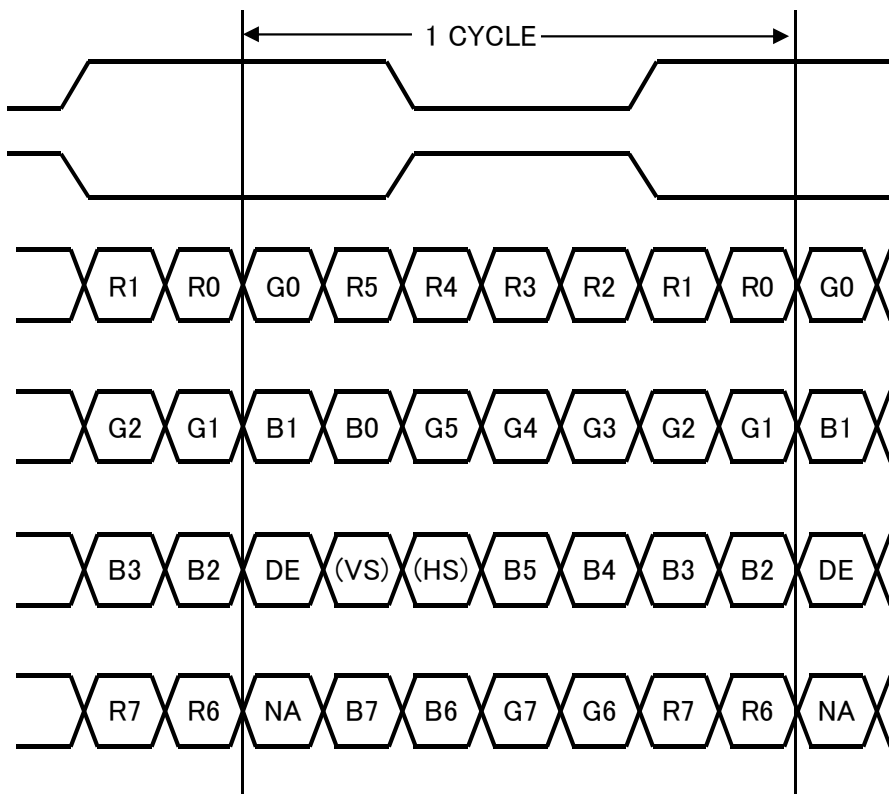 1 CYCLE
R1 R0 G0 R5 R4 R3 R2 R1 R0 G0
G2 G1 B1 B0 G5 G4 G3 G2 G1 B1
B3 B2 DE (VS) (HS) B5 B4 B3 B2 DE
R7 R6 NA B7 B6 G7 G6 R7 R6 NA